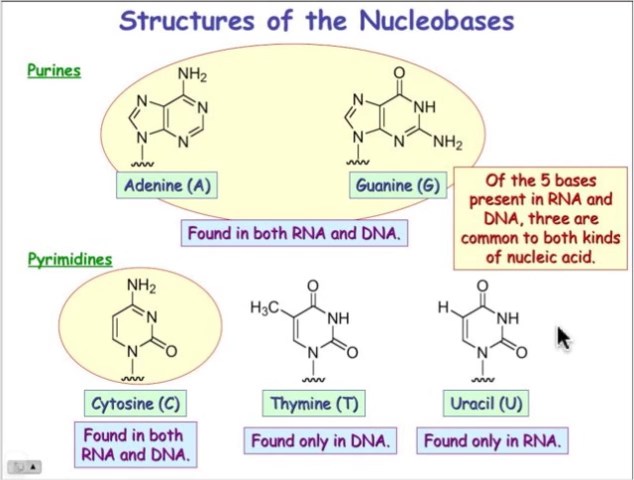 Structures of the Nucleobases
Purines
NH₂
N
N
N
N
Adenine (A)
O
N
NH
N
N
NH₂
Guanine (G)
Found in both RNA and DNA.
Of the 5 bases
present in RNA and
DNA, three are
common to both kinds
of nucleic acid.
Pyrimidines
NH₂
N
N
O
Cytosine (C)
Found in both
RNA and DNA.
O
H₃C
NH
N
O
Thymine (T)
Found only in DNA.
O
H
NH
N
O
Uracil (U)
Found only in RNA.